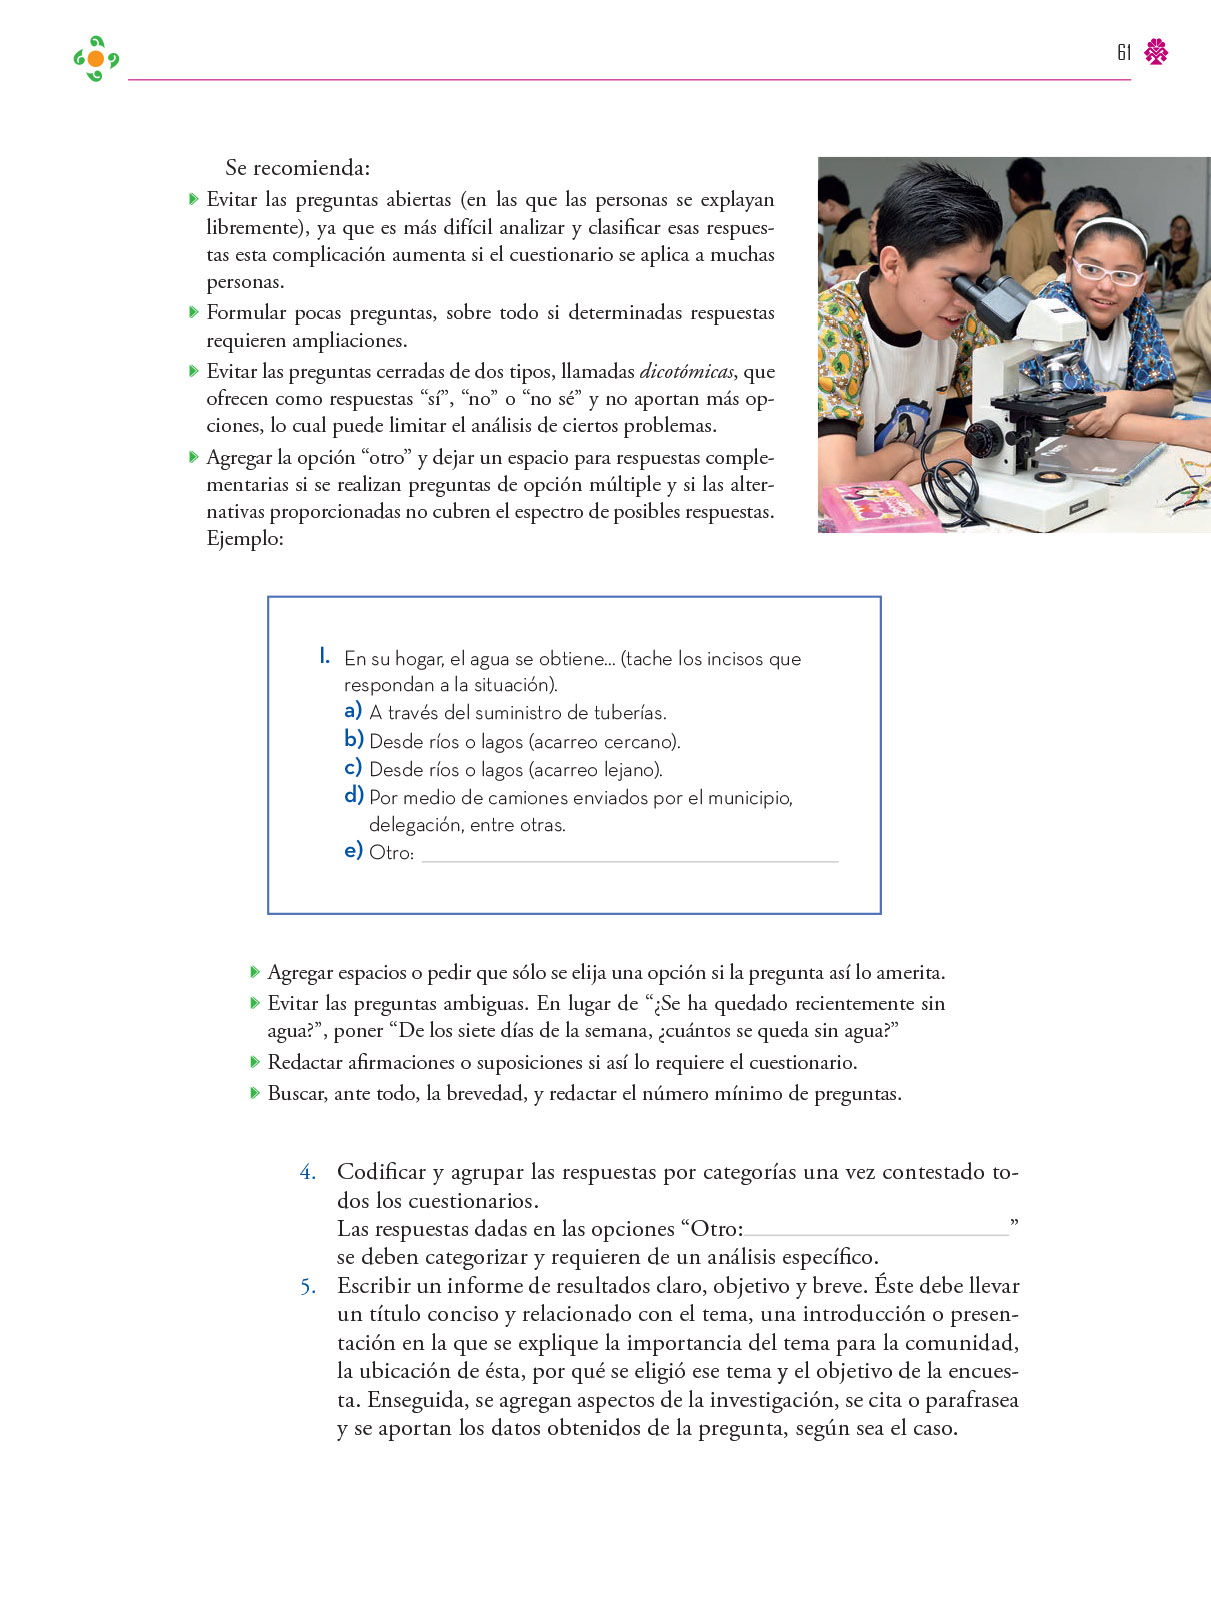 61
Se recomienda:
Evitar las preguntas abiertas (en las que las personas se explayan
libremente), ya que es más difícil analizar y clasificar esas respues-
tas esta complicación aumenta si el cuestionario se aplica a muchas
personas.
Formular pocas preguntas, sobre todo si determinadas respuestas
requieren ampliaciones.
Evitar las preguntas cerradas de dos tipos, llamadas dicotómicas, que
ofrecen como respuestas “sí”, “no” o “no sé” y no aportan más op-
ciones, lo cual puede limitar el análisis de ciertos problemas.
Agregar la opción “otro” y dejar un espacio para respuestas comple-
mentarias si se realizan preguntas de opción múltiple y si las alter-
nativas proporcionadas no cubren el espectro de posibles respuestas.
Ejemplo:
1. En su hogar, el agua se obtiene... (tache los incisos que
respondan a la situación).
a) A través del suministro de tuberías.
b) Desde ríos o lagos (acarreo cercano).
c) Desde ríos o lagos (acarreo lejano).
d) Por medio de camiones enviados por el municipio,
delegación, entre otras.
e) Otro:
Agregar espacios o pedir que sólo se elija una opción si la pregunta así lo amerita.
Evitar las preguntas ambiguas. En lugar de “¿Se ha quedado recientemente sin
agua?”, poner “De los siete días de la semana, ¿cuántos se queda sin agua?”
Redactar afirmaciones o suposiciones si así lo requiere el cuestionario.
Buscar, ante todo, la brevedad, y redactar el número mínimo de preguntas.
4. Codificar y agrupar las respuestas por categorías una vez contestado to-
dos los cuestionarios.
Las respuestas dadas en las opciones “Otro: ”
se deben categorizar y requieren de un análisis específico.
5. Escribir un informe de resultados claro, objetivo y breve. Éste debe llevar
un título conciso y relacionado con el tema, una introducción o presen-
tación en la que se explique la importancia del tema para la comunidad,
la ubicación de ésta, por qué se eligió ese tema y el objetivo de la encues-
ta. Enseguida, se agregan aspectos de la investigación, se cita o parafrasea
y se aportan los datos obtenidos de la pregunta, según sea el caso.